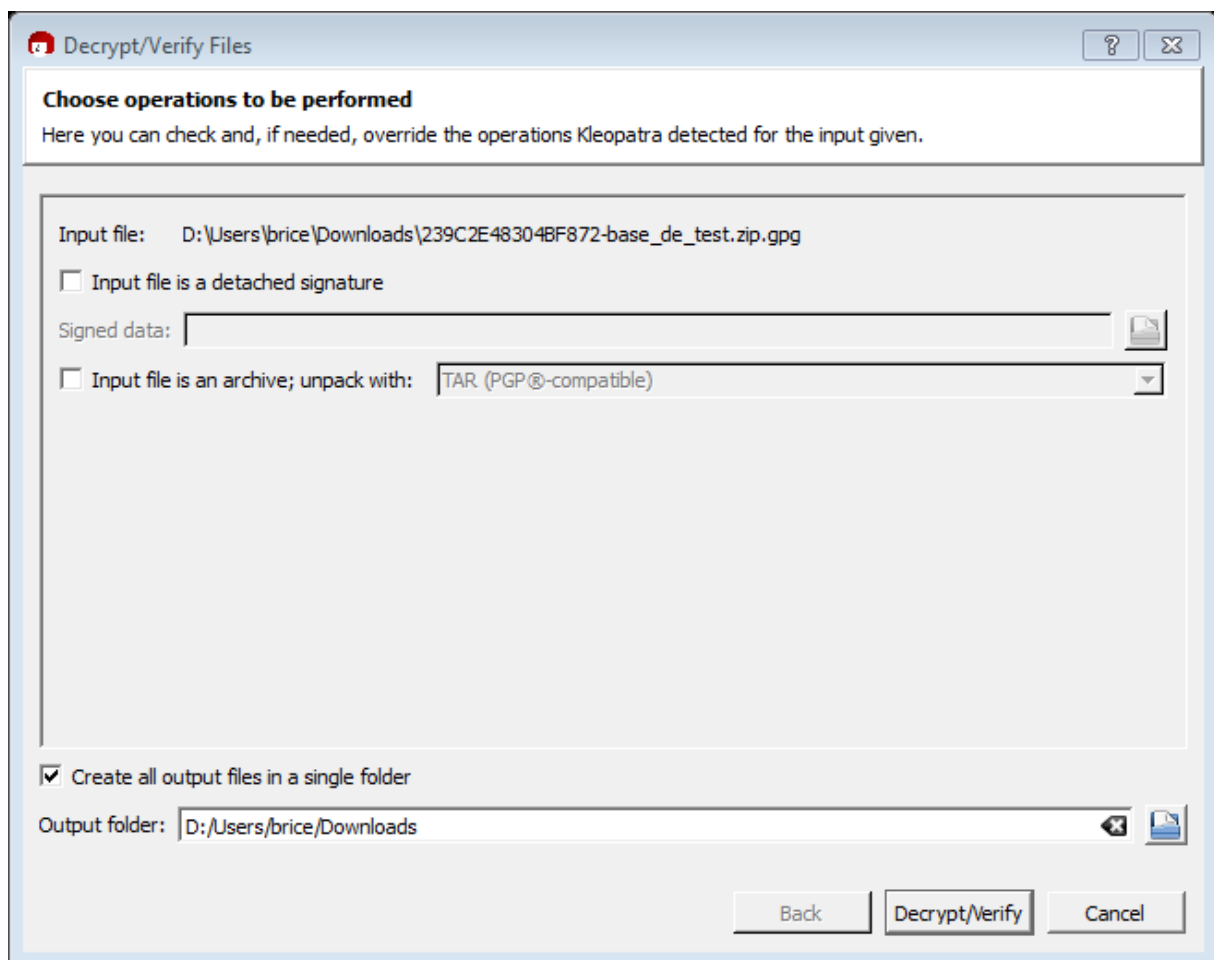 Decrypt/Verify Files
Choose operations to be performed
Here you can check and, if needed, override the operations Kleopatra detected for the input given.
Input file: D:\Users\brice\Downloads\239C2E48304BF872-base_de_test.zip.gpg
Input file is a detached signature
Signed data:
Input file is an archive; unpack with: TAR (PGP®-compatible)
Create all output files in a single folder
Output folder: D:/Users/brice/Downloads
Back Decrypt/Verify Cancel